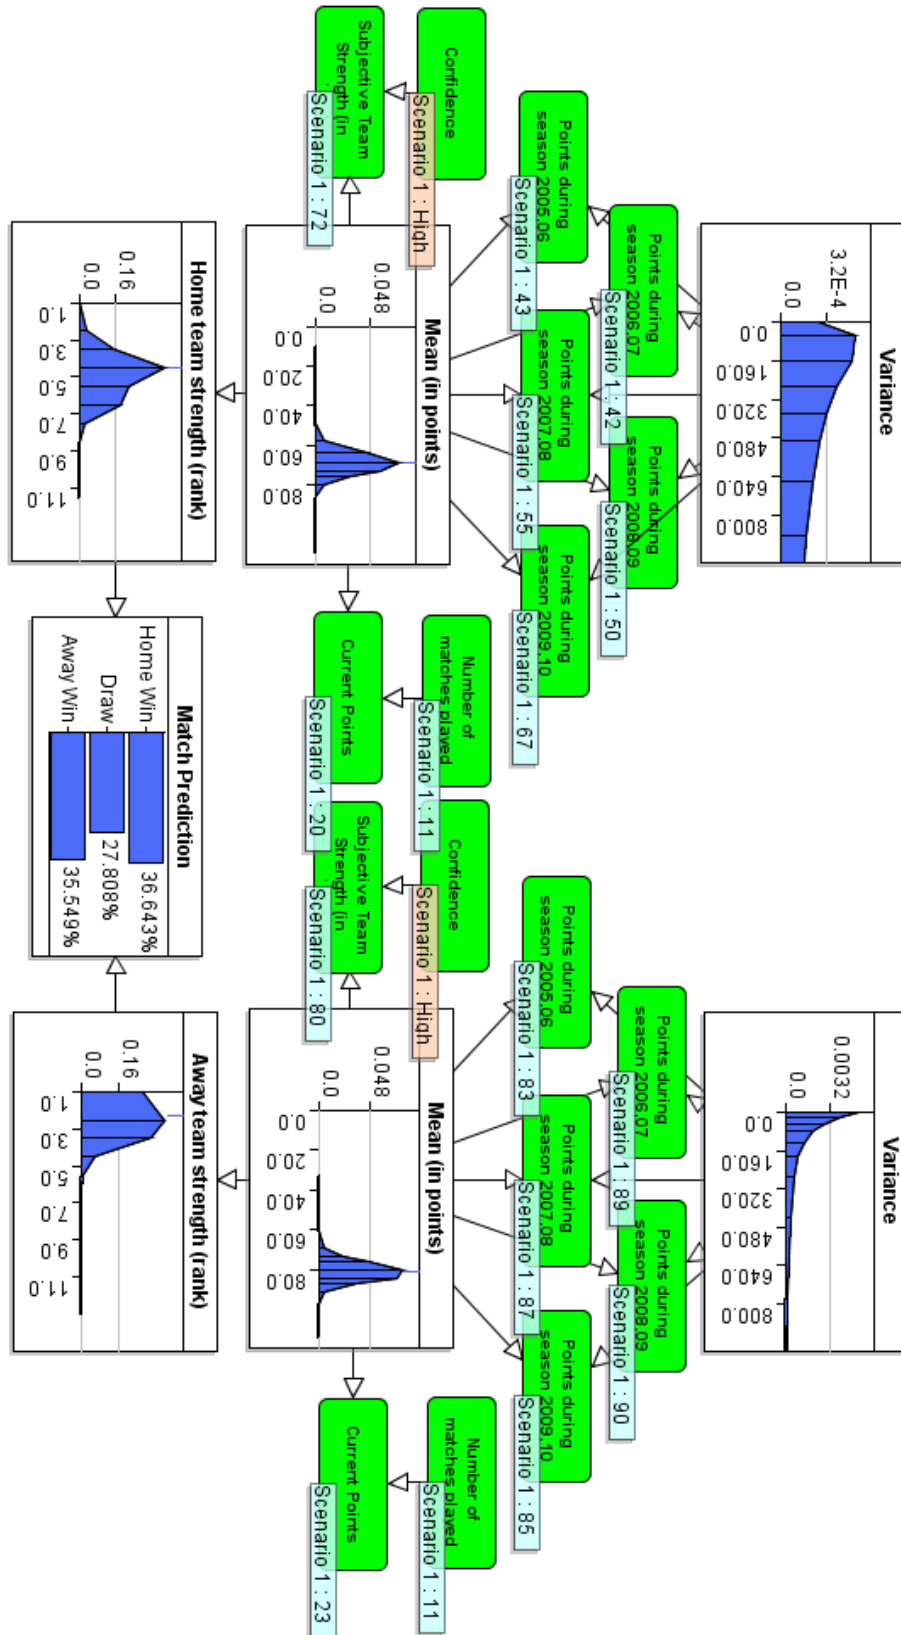 Variance
3.2E-4
0.0
0.0
160.0
320.0
480.0
640.0
800.0
Variance
0.0032
0.0
0.0
160.0
320.0
480.0
640.0
800.0
Points during
season 2006.07
Scenario 1 : 42
Points during
season 2008.09
Scenario 1 : 50
Points during
season 2006.07
Scenario 1 : 89
Points during
season 2008.09
Scenario 1 : 90
Points during
season 2005.06
Scenario 1 : 43
Points during
season 2007.08
Scenario 1 : 55
Points during
season 2009.10
Scenario 1 : 67
Points during
season 2005.06
Scenario 1 : 83
Points during
season 2007.08
Scenario 1 : 87
Points during
season 2009.10
Scenario 1 : 85
Confidence
Scenario 1 : High
Mean (in points)
0.048
0.0
0.0
20.0
40.0
60.0
80.0
Number of
matches played
Scenario 1 : 11
Confidence
Scenario 1 : High
Mean (in points)
0.048
0.0
0.0
20.0
40.0
60.0
80.0
Number of
matches played
Scenario 1 : 11
Subjective Team
Strength (in
Scenario 1 : 72
Current Points
Scenario 1 : 20
Subjective Team
Strength (in
Scenario 1 : 80
Current Points
Scenario 1 : 23
Home team strength (rank)
0.16
0.0
1.0
3.0
5.0
7.0
9.0
11.0
Match Prediction
Home Win 36.643%
Draw 27.808%
Away Win 35.549%
Away team strength (rank)
0.16
0.0
1.0
3.0
5.0
7.0
9.0
11.0